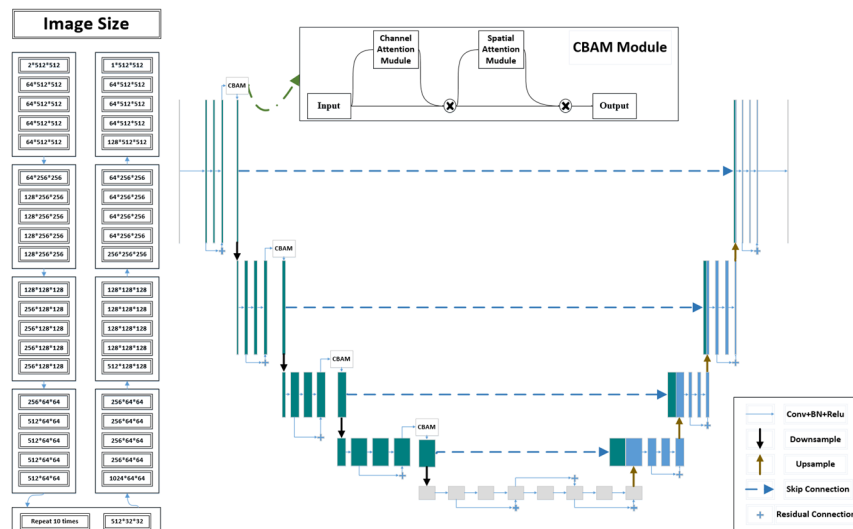 Image Size
2*512*512
64*512*512
64*512*512
64*512*512
64*512*512
64*256*256
128*256*256
128*256*256
128*256*256
128*256*256
128*128*128
256*128*128
256*128*128
256*128*128
256*128*128
256*64*64
512*64*64
512*64*64
512*64*64
512*64*64
Repeat 10 times
1*512*512
64*512*512
64*512*512
64*512*512
128*512*512
64*256*256
64*256*256
64*256*256
64*256*256
256*256*256
128*128*128
128*128*128
128*128*128
128*128*128
512*128*128
256*64*64
256*64*64
256*64*64
256*64*64
1024*64*64
512*32*32
CBAM
CBAM
CBAM
CBAM
CBAM Module
Channel
Attention
Mudule
Spatial
Attention
Mudule
Input
Output
Conv+BN+Relu
Downsample
Upsample
Skip Connection
Residual Connection